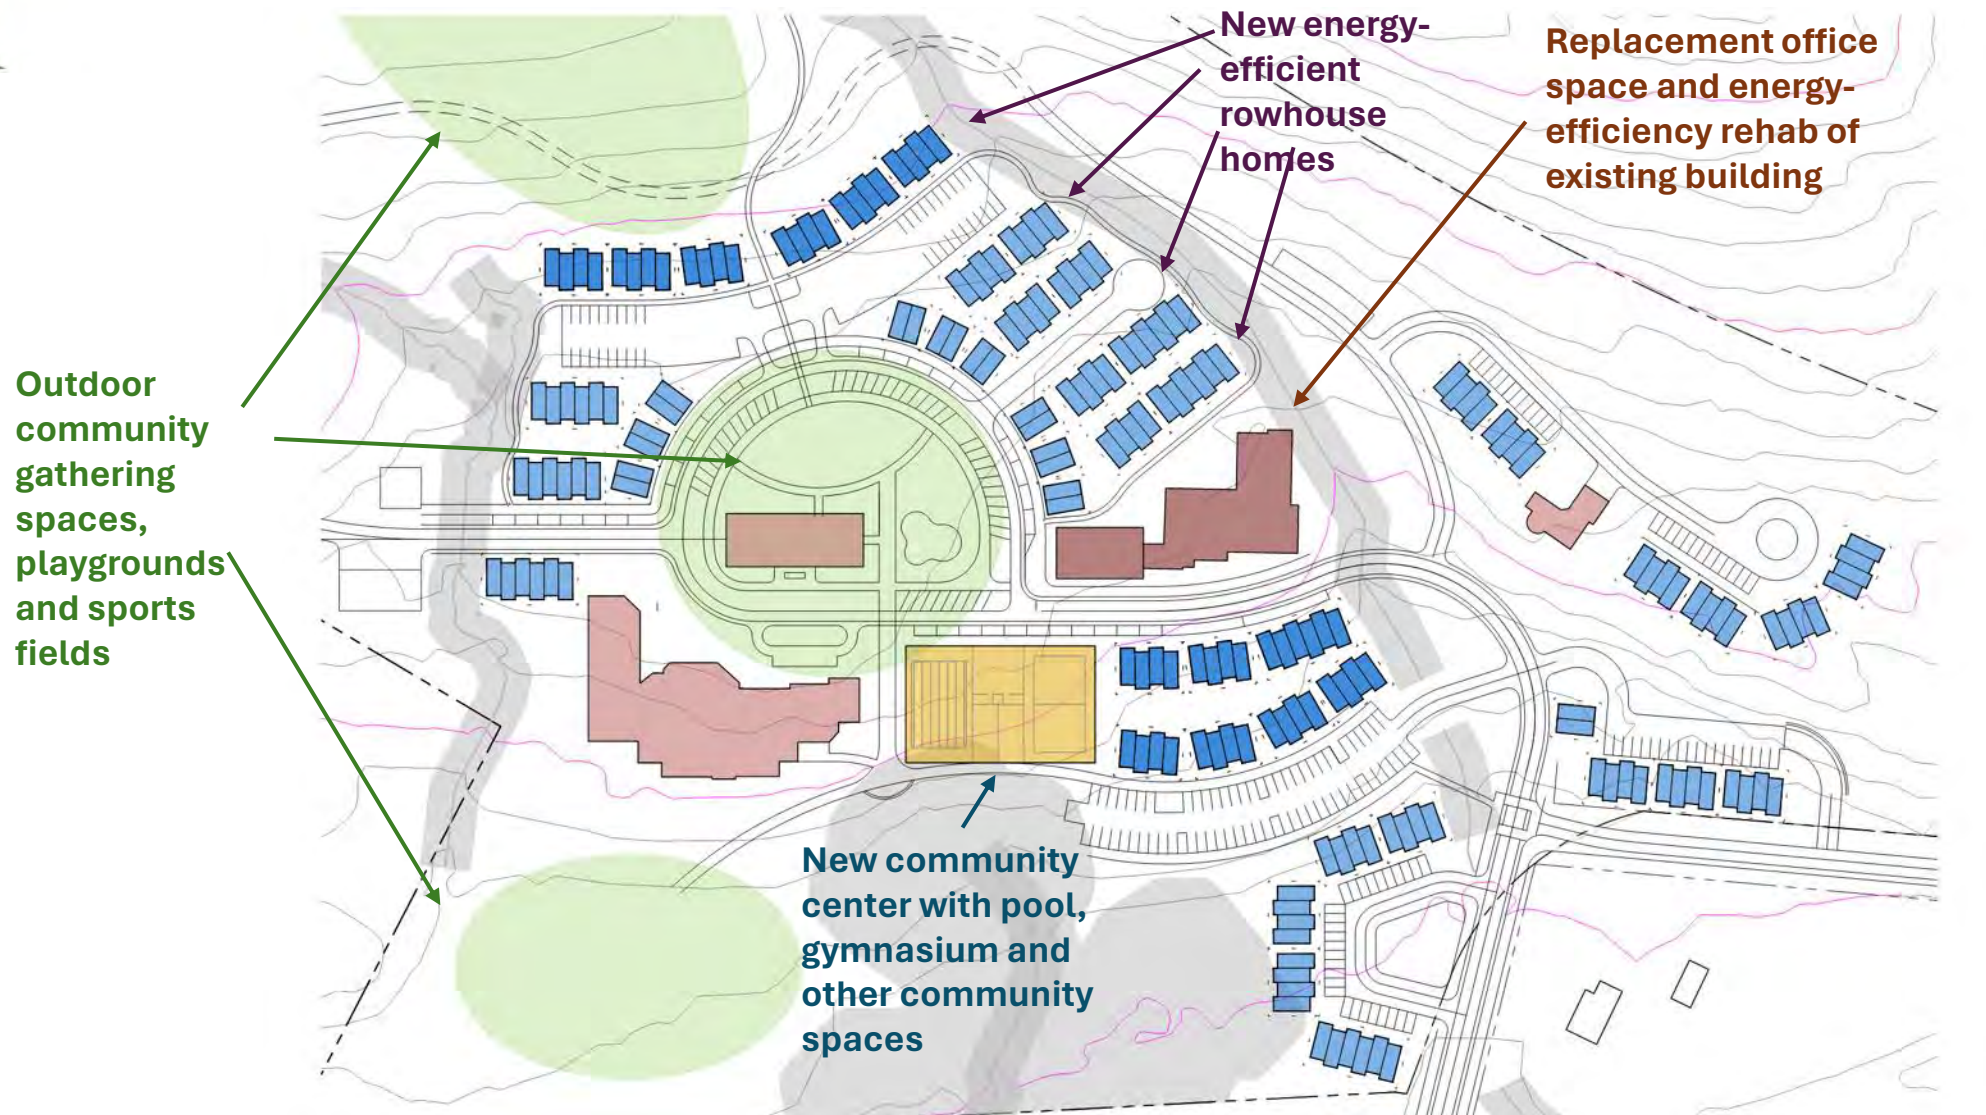 New energy-
efficient
rowhouse
homes
Replacement office
space and energy-
efficiency rehab of
existing building
Outdoor
community
gathering
spaces,
playgrounds
and sports
fields
New community
center with pool,
gymnasium and
other community
spaces